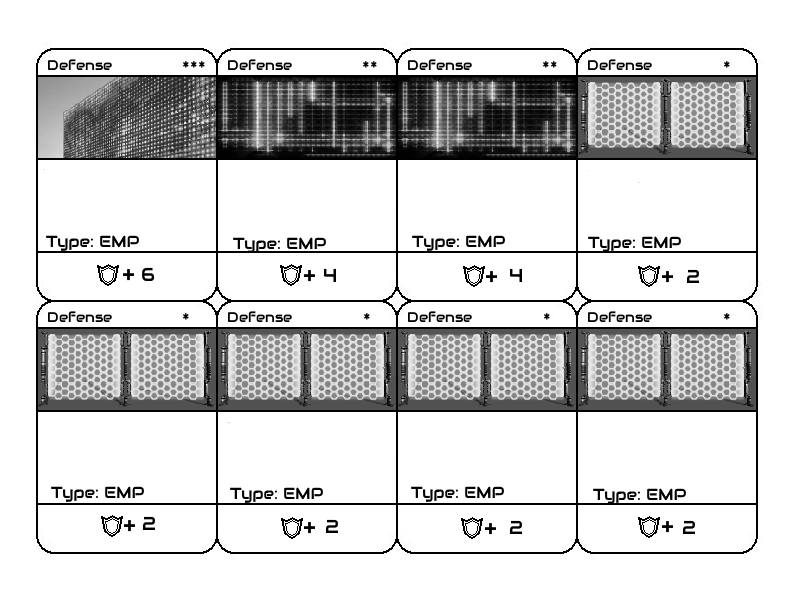 Defense ***
Type: EMP
+ 6
Defense **
Type: EMP
+ 4
Defense **
Type: EMP
+ 4
Defense *
Type: EMP
+ 2
Defense *
Type: EMP
+ 2
Defense *
Type: EMP
+ 2
Defense *
Type: EMP
+ 2
Defense *
Type: EMP
+ 2